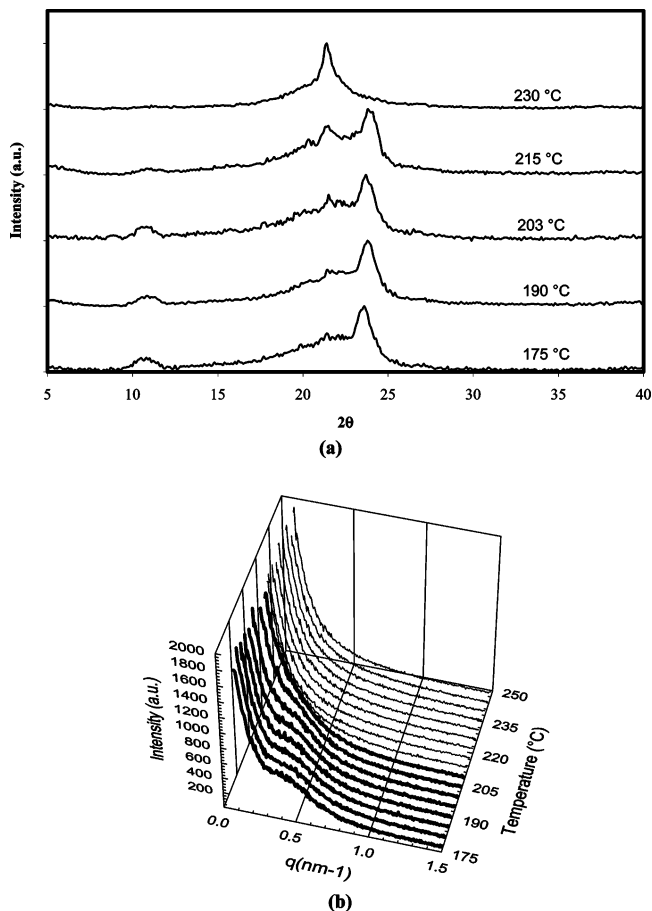 Intensity (a.u.)
230 °C
215 °C
203 °C
190 °C
175 °C
5 10 15 20 25 30 35 40
2θ
(a)
2000
1800
1600
1400
1200
1000
800
600
400
200
Intensity (a.u.)
0.0 0.5 1.0 1.5
q(nm-1)
250
235
220
205
190
175
Temperature (°C)
(b)